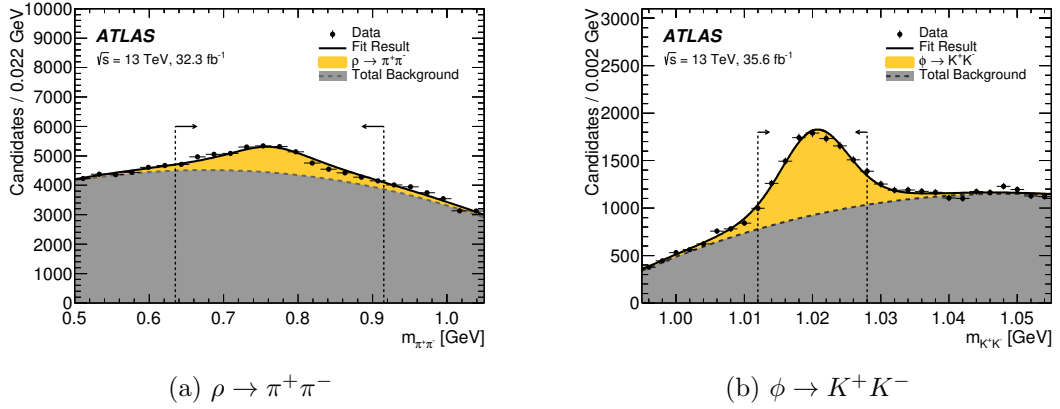 Candidates / 0.022 GeV
10000
9000
8000
7000
6000
5000
4000
3000
2000
1000
0
ATLAS
√s = 13 TeV, 32.3 fb⁻¹
Data
Fit Result
ρ → π⁺π⁻
Total Background
0.5 0.6 0.7 0.8 0.9 1.0
m_π⁺π⁻ [GeV]
(a) ρ → π⁺π⁻
Candidates / 0.002 GeV
3000
2500
2000
1500
1000
500
0
ATLAS
√s = 13 TeV, 35.6 fb⁻¹
Data
Fit Result
ϕ → K⁺K⁻
Total Background
1.00 1.01 1.02 1.03 1.04 1.05
m_K⁺K⁻ [GeV]
(b) ϕ → K⁺K⁻